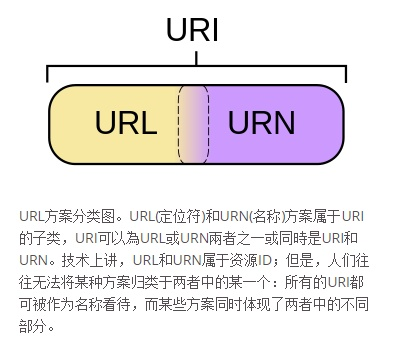 URI
URL
URN
URL方案分类图。URL(定位符)和URN(名称)方案属于URI
的子类，URI可以為URL或URN兩者之一或同時是URI和
URN。技术上讲，URL和URN属于资源ID；但是，人们往
往无法将某种方案归类于两者中的某一个：所有的URI都
可被作为名称看待，而某些方案同时体现了两者中的不同
部分。